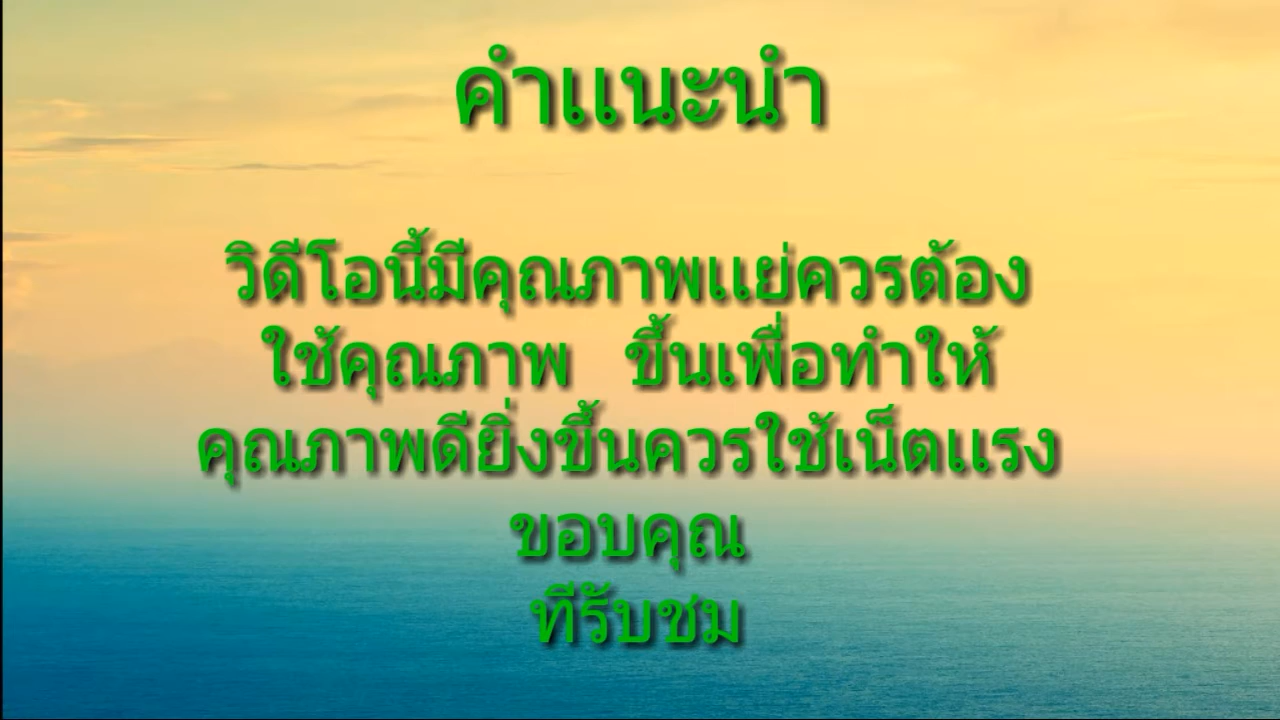 คำแนะนำ
วิดีโอนี้มีคุณภาพแย่ควรต้อง
ใช้คุณภาพ ขึ้นเพื่อทำให้
คุณภาพดียิ่งขึ้นควรใช้เน็ตแรง
ขอบคุณ
ทีรับชม